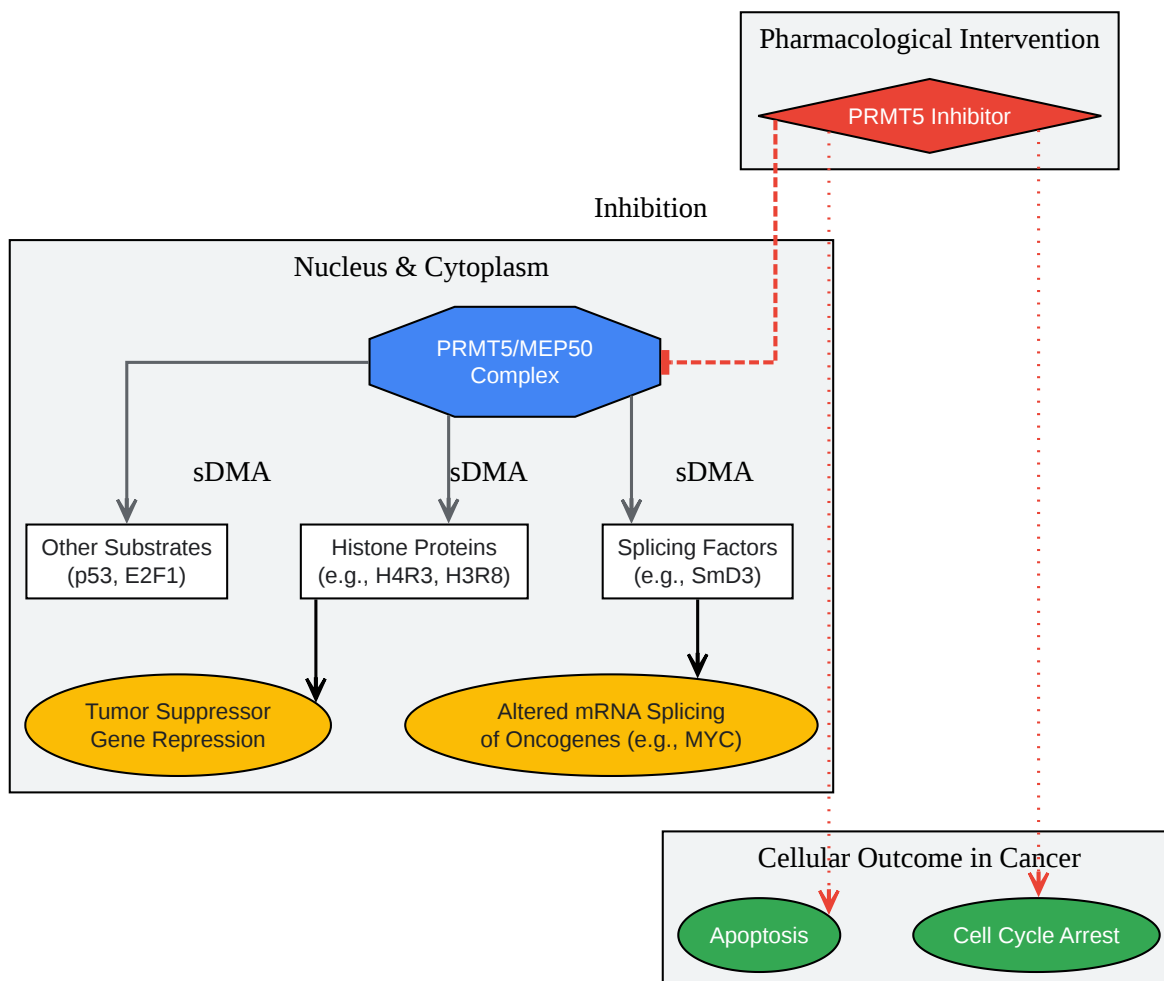 Pharmacological Intervention
PRMT5 Inhibitor
Inhibition
Nucleus & Cytoplasm
PRMT5/MEP50
Complex
sDMA
sDMA
sDMA
Other Substrates
(p53, E2F1)
Histone Proteins
(e.g., H4R3, H3R8)
Splicing Factors
(e.g., SmD3)
Tumor Suppressor
Gene Repression
Altered mRNA Splicing
of Oncogenes (e.g., MYC)
Cellular Outcome in Cancer
Apoptosis
Cell Cycle Arrest